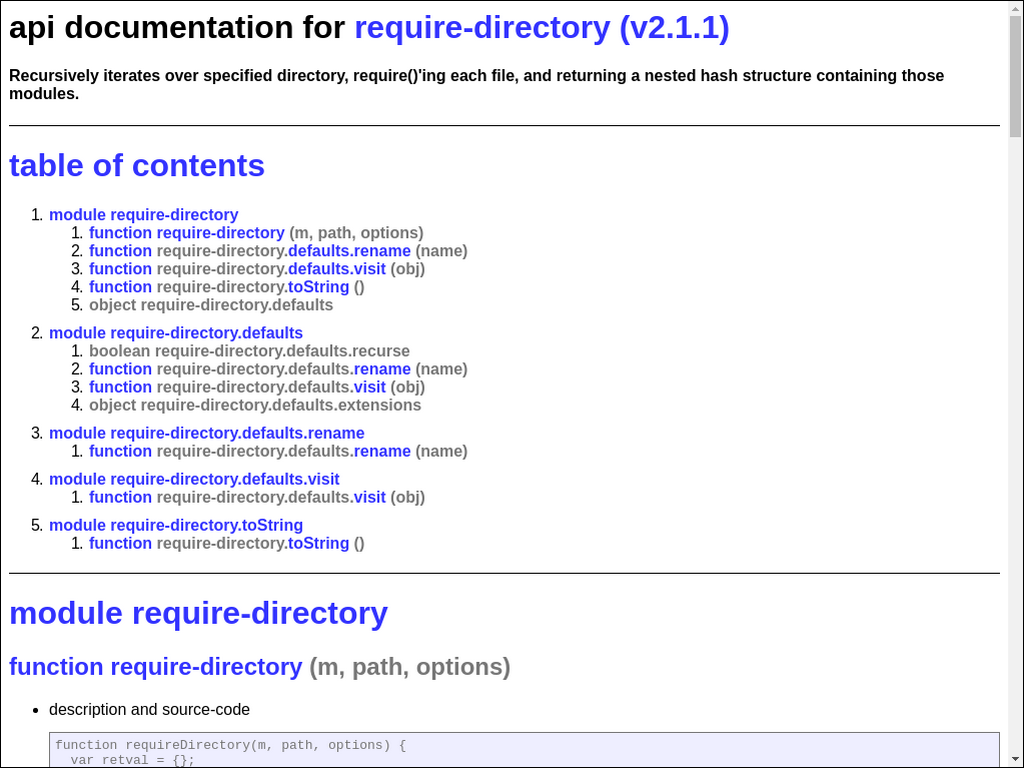 api documentation for require-directory (v2.1.1)
Recursively iterates over specified directory, require()'ing each file, and returning a nested hash structure containing those
modules.
table of contents
1. module require-directory
1. function require-directory (m, path, options)
2. function require-directory.defaults.rename (name)
3. function require-directory.defaults.visit (obj)
4. function require-directory.toString ()
5. object require-directory.defaults
2. module require-directory.defaults
1. boolean require-directory.defaults.recurse
2. function require-directory.defaults.rename (name)
3. function require-directory.defaults.visit (obj)
4. object require-directory.defaults.extensions
3. module require-directory.defaults.rename
1. function require-directory.defaults.rename (name)
4. module require-directory.defaults.visit
1. function require-directory.defaults.visit (obj)
5. module require-directory.toString
1. function require-directory.toString ()
module require-directory
function require-directory (m, path, options)
• description and source-code
function requireDirectory(m, path, options) {
  var retval = {};